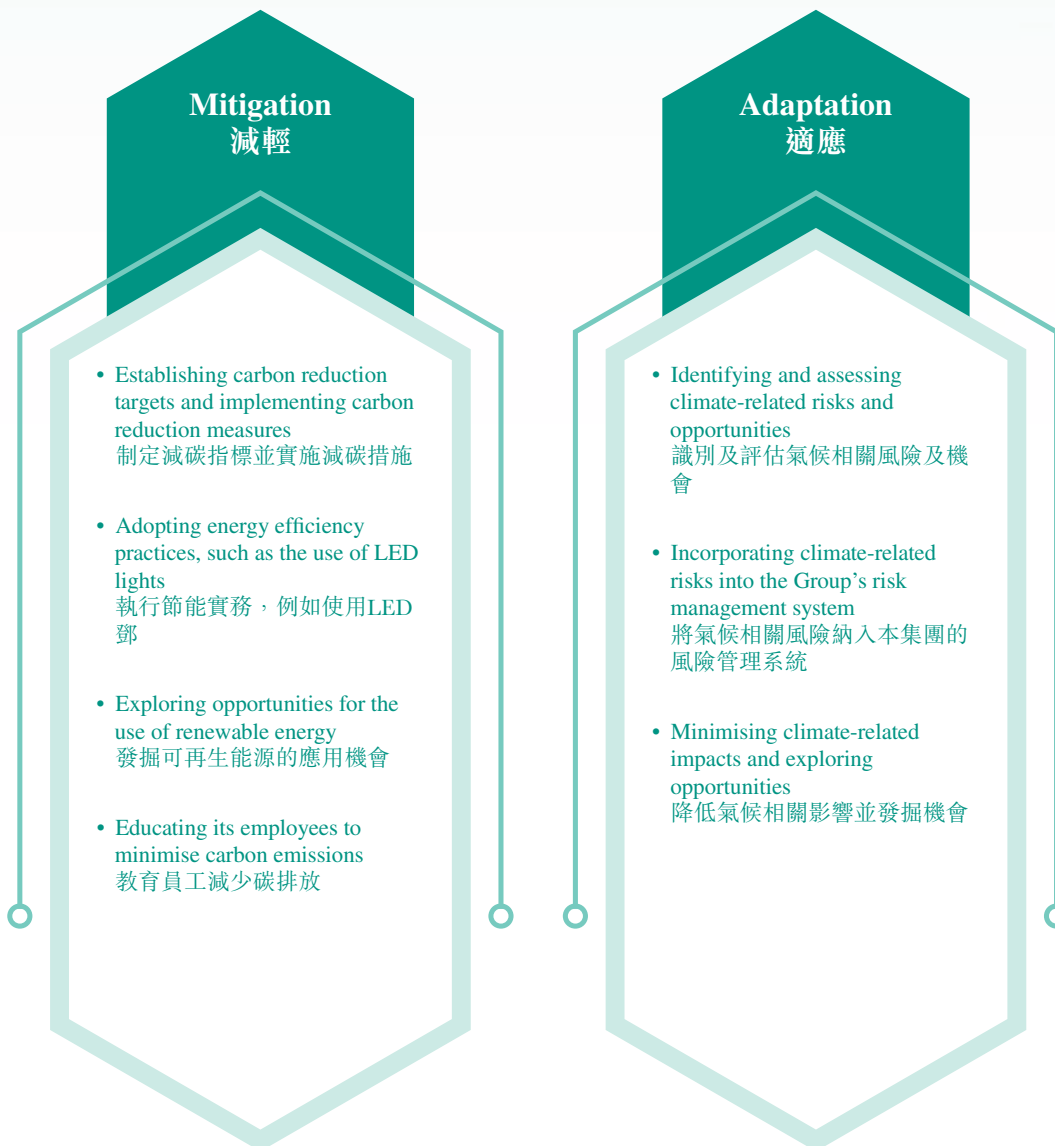 Mitigation
減輕
• Establishing carbon reduction
targets and implementing carbon
reduction measures
制定減碳指標並實施減碳措施
• Adopting energy efficiency
practices, such as the use of LED
lights
執行節能實務，例如使用LED
鄧
• Exploring opportunities for the
use of renewable energy
發掘可再生能源的應用機會
• Educating its employees to
minimise carbon emissions
教育員工減少碳排放
Adaptation
適應
• Identifying and assessing
climate-related risks and
opportunities
識別及評估氣候相關風險及機
會
• Incorporating climate-related
risks into the Group’s risk
management system
將氣候相關風險納入本集團的
風險管理系統
• Minimising climate-related
impacts and exploring
opportunities
降低氣候相關影響並發掘機會